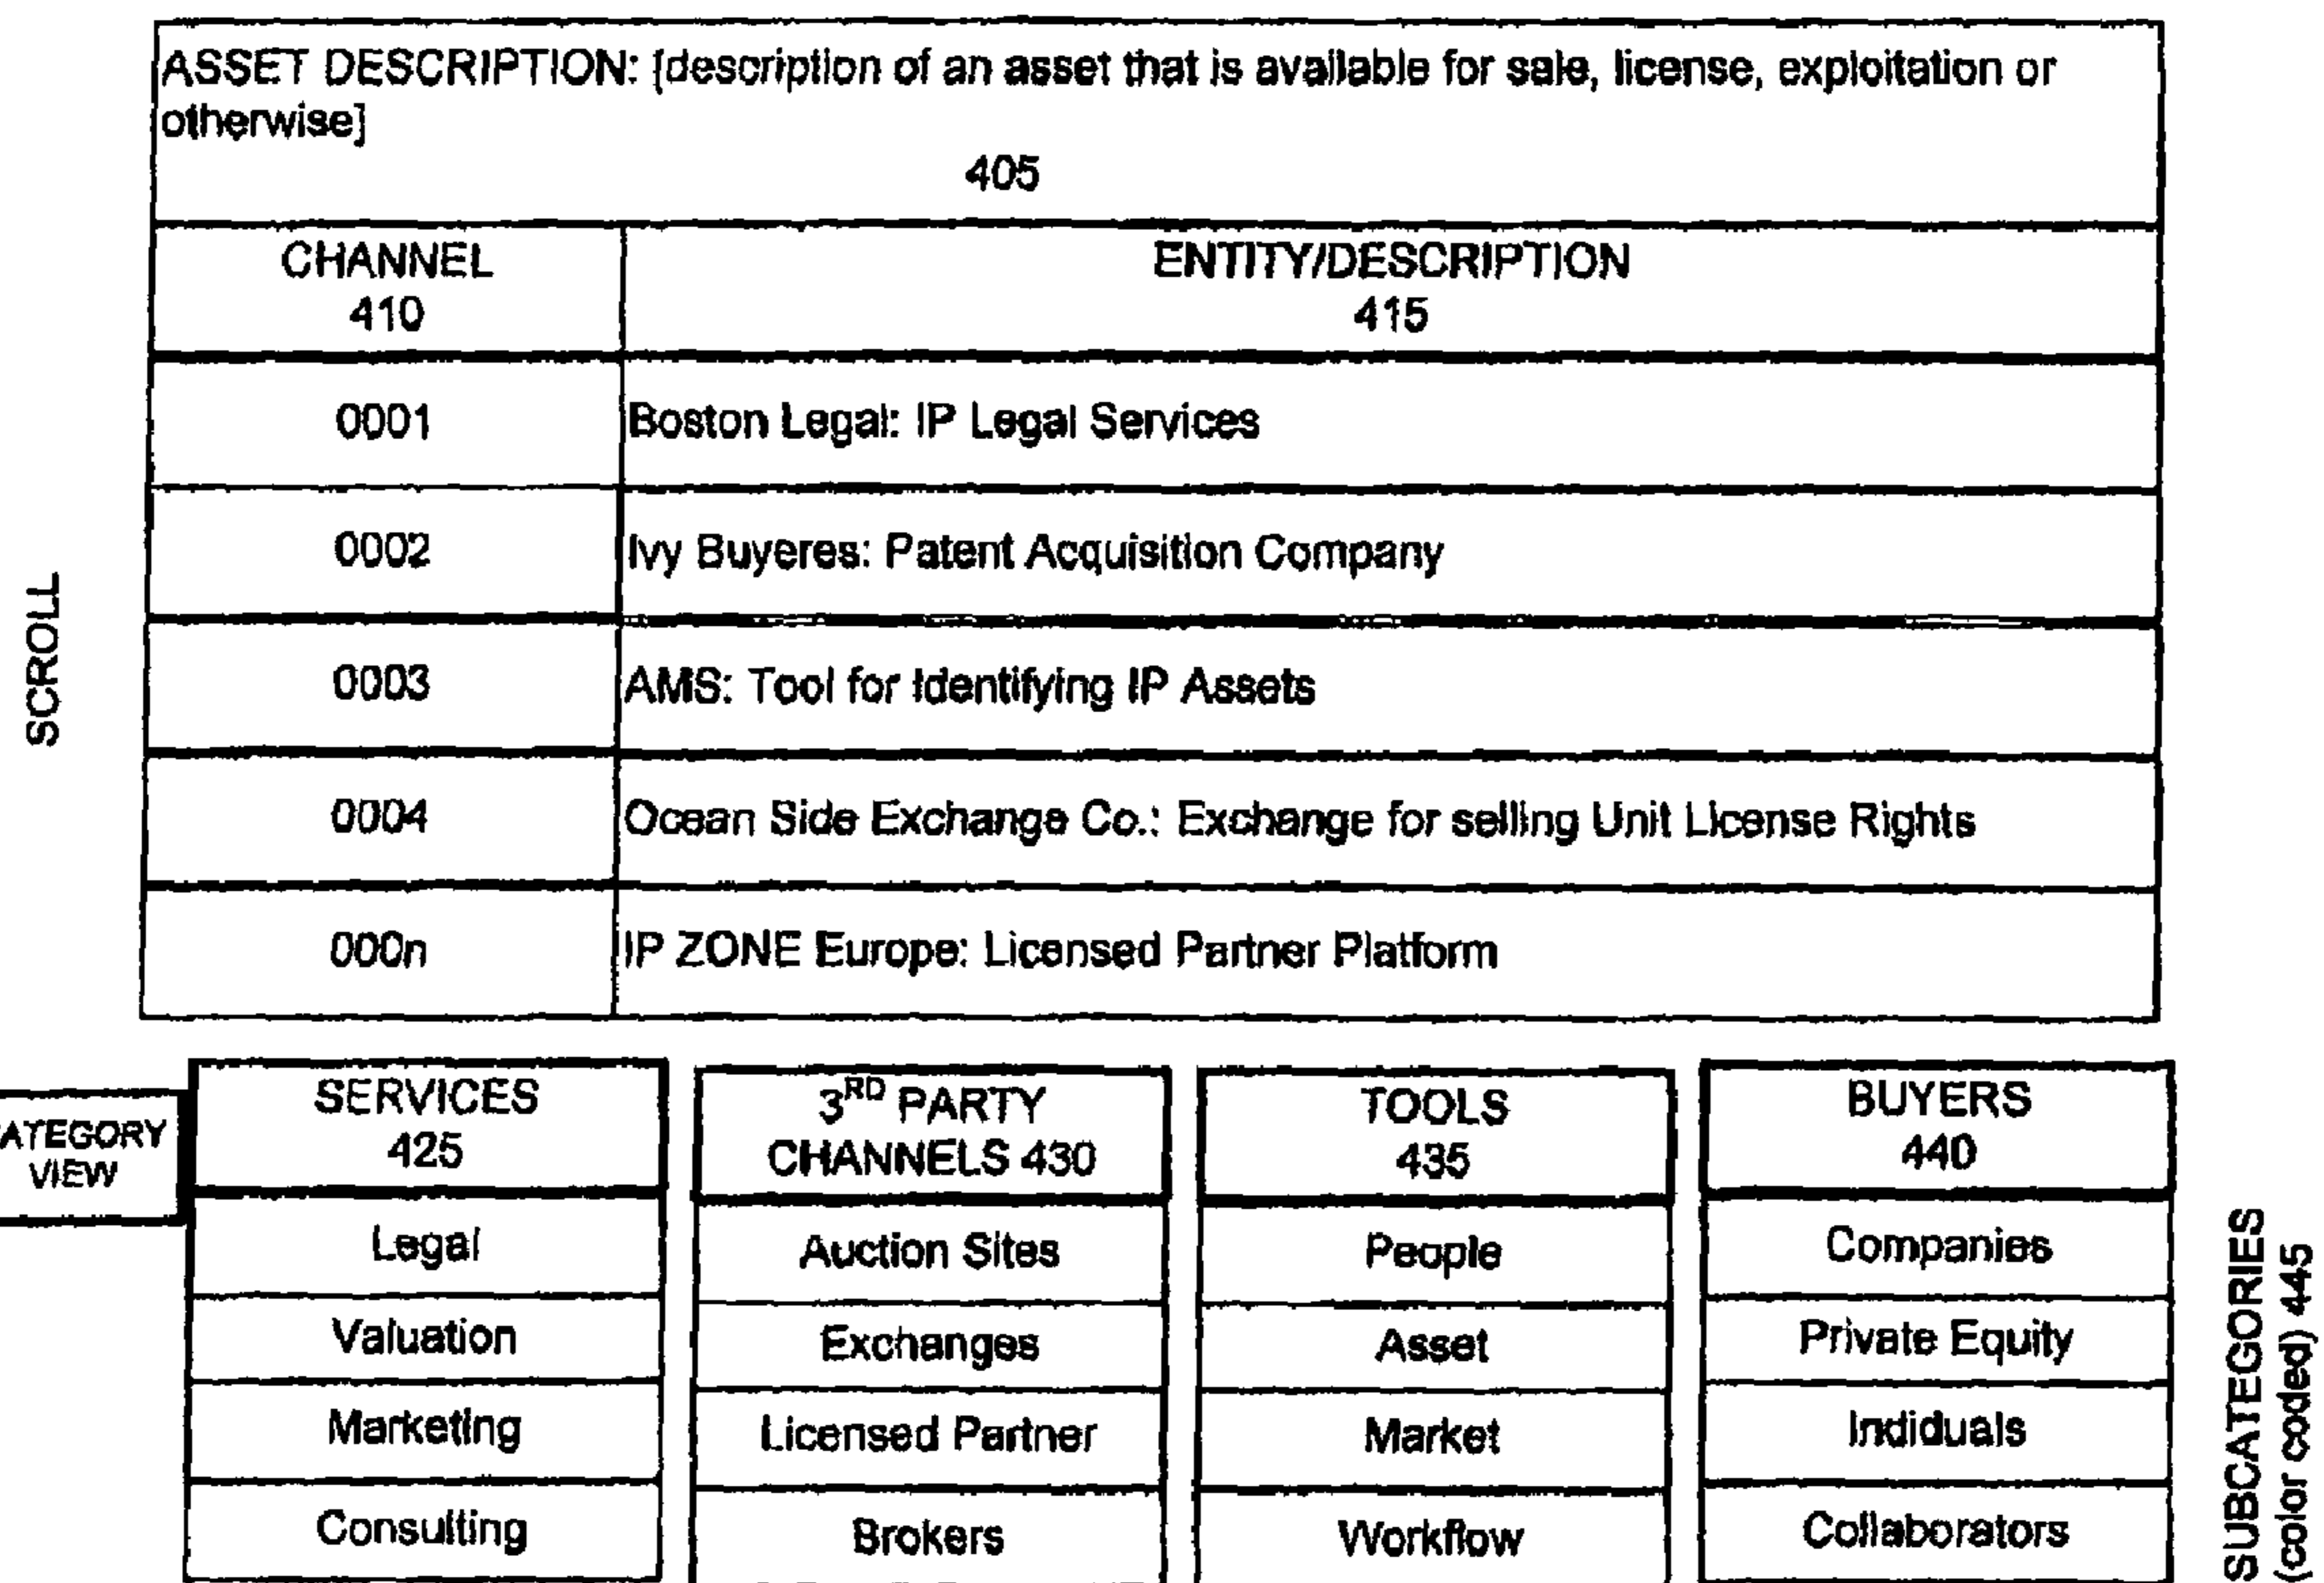 ASSET DESCRIPTION: [description of an asset that is available for sale, license, exploitation or
otherwise]
405
CHANNEL
410
ENTITY/DESCRIPTION
415
0001
Boston Legal: IP Legal Services
0002
Ivy Buyeres: Patent Acquisition Company
0003
AMS: Tool for Identifying IP Assets
0004
Ocean Side Exchange Co.: Exchange for selling Unit License Rights
000n
IP ZONE Europe: Licensed Partner Platform
SCROLL
ATEGORY
VIEW
SERVICES
425
Legal
Valuation
Marketing
Consulting
3RD PARTY
CHANNELS 430
Auction Sites
Exchanges
Licensed Partner
Brokers
TOOLS
435
People
Asset
Market
Workflow
BUYERS
440
Companies
Private Equity
Indiduals
Collaborators
SUBCATEGORIES
(color coded) 445